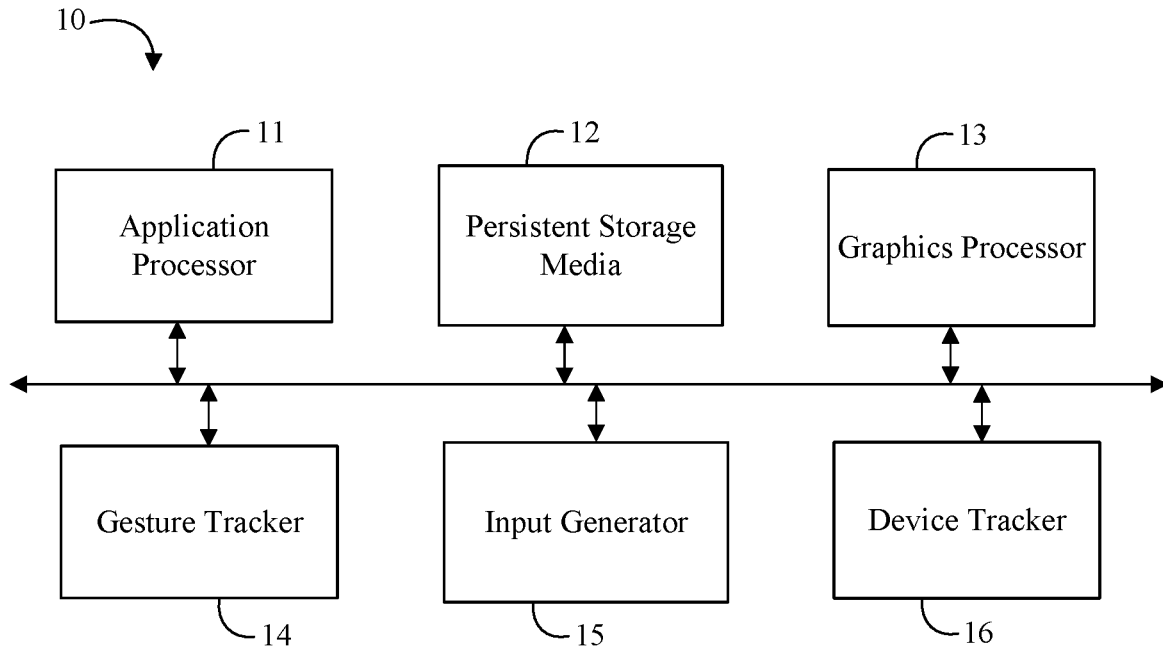 10
11
12
13
Application
Processor
Persistent Storage
Media
Graphics Processor
Gesture Tracker
Input Generator
Device Tracker
14
15
16